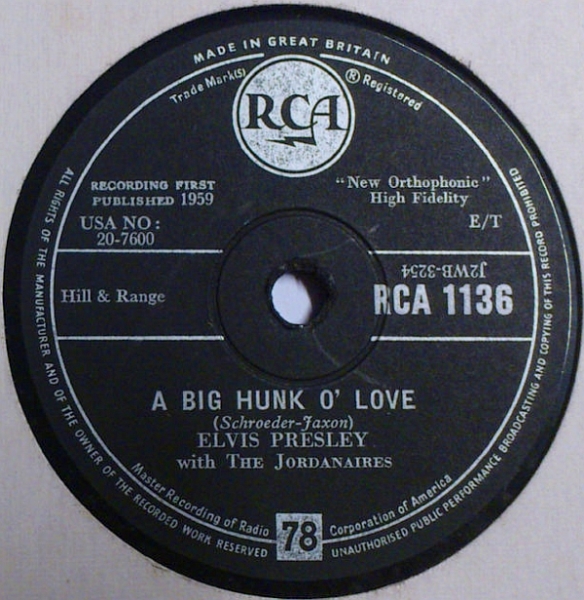 MADE IN GREAT BRITAIN
Trade Mark(s) ® Registered
RCA
RECORDING FIRST
PUBLISHED 1959
USA NO:
20-7600
"New Orthophonic"
High Fidelity
E/T
Hill & Range
J2WB-3254
RCA 1136
A BIG HUNK O' LOVE
(Schroeder-Jaxon)
ELVIS PRESLEY
with THE JORDANAIRES
Master Recording of Radio Corporation of America
78
ALL RIGHTS OF THE MANUFACTURER AND OF THE OWNER OF THE RECORDED WORK RESERVED
UNAUTHORISED PUBLIC PERFORMANCE BROADCASTING AND COPYING OF THIS RECORD PROHIBITED